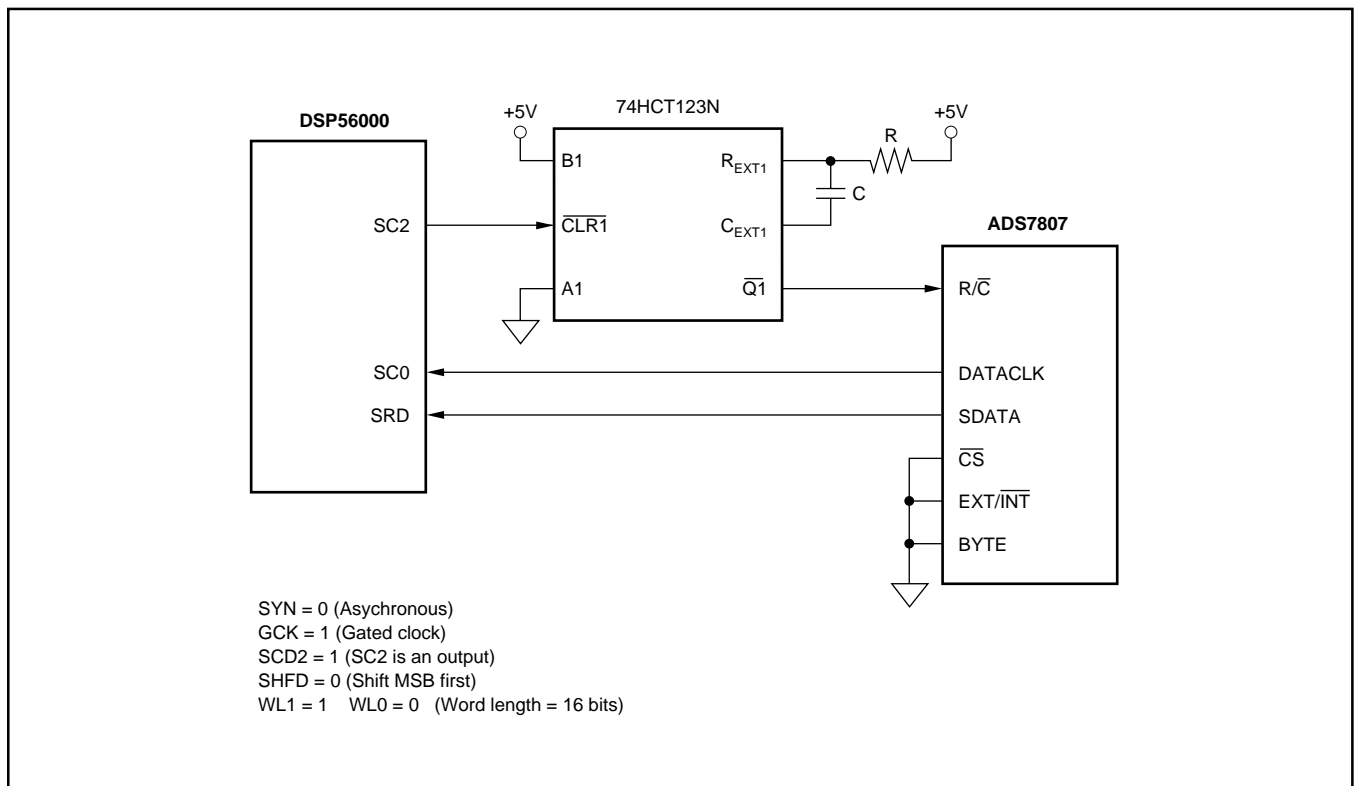 DSP56000
SC2
SC0
SRD
+5V
74HCT123N
B1
CLR1
A1
REXT1
CEXT1
Q1
R
+5V
C
ADS7807
R/C
DATACLK
SDATA
CS
EXT/INT
BYTE
SYN = 0 (Asychronous)
GCK = 1 (Gated clock)
SCD2 = 1 (SC2 is an output)
SHFD = 0 (Shift MSB first)
WL1 = 1 WL0 = 0 (Word length = 16 bits)